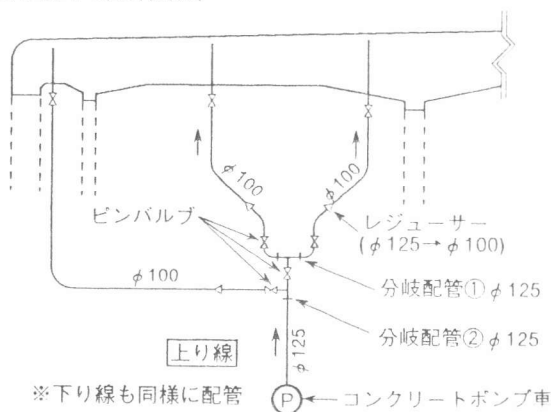 φ100
φ100
ピンバルブ
レジューサー
(φ125→φ100)
φ100
分岐配管① φ125
分岐配管② φ125
上り線
φ125
※下り線も同様に配管
P
コンクリートポンプ車